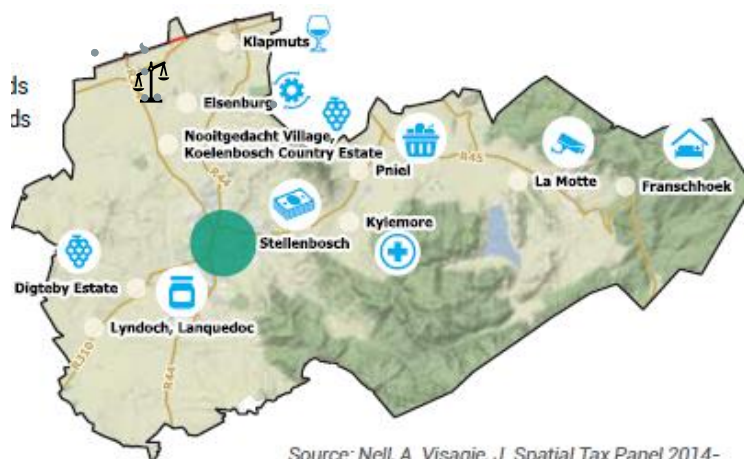 Klapmuts
ds
Elsenburg
ds
Nooitgedacht Village,
Koelenbosch Country Estate
R44
R45
Pniel
La Motte
Franschhoek
Kylemore
Stellenbosch
Digteby Estate
Lyndoch, Lanquedoc
R310
R44
Source: Nell, A. Visagie, J. Spatial Tax Panel 2014-